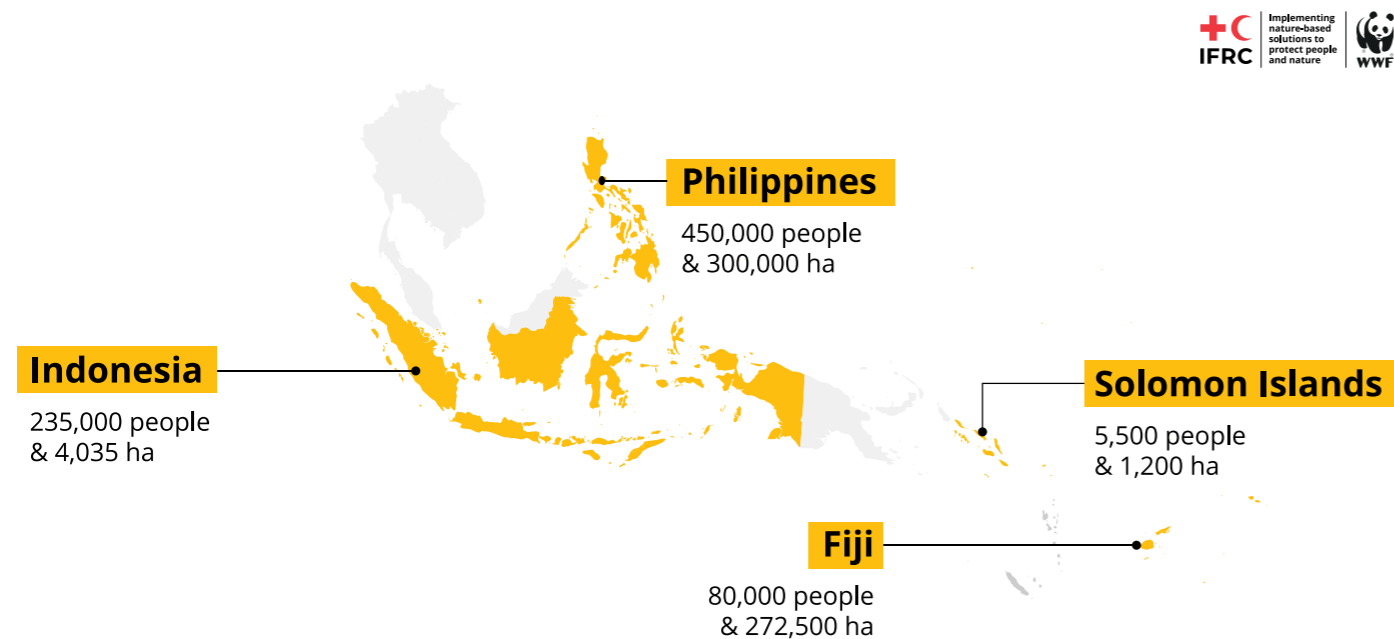 IFRC
Implementing
nature-based
solutions to
protect people
and nature
WWF
Philippines
450,000 people
& 300,000 ha
Indonesia
235,000 people
& 4,035 ha
Solomon Islands
5,500 people
& 1,200 ha
Fiji
80,000 people
& 272,500 ha